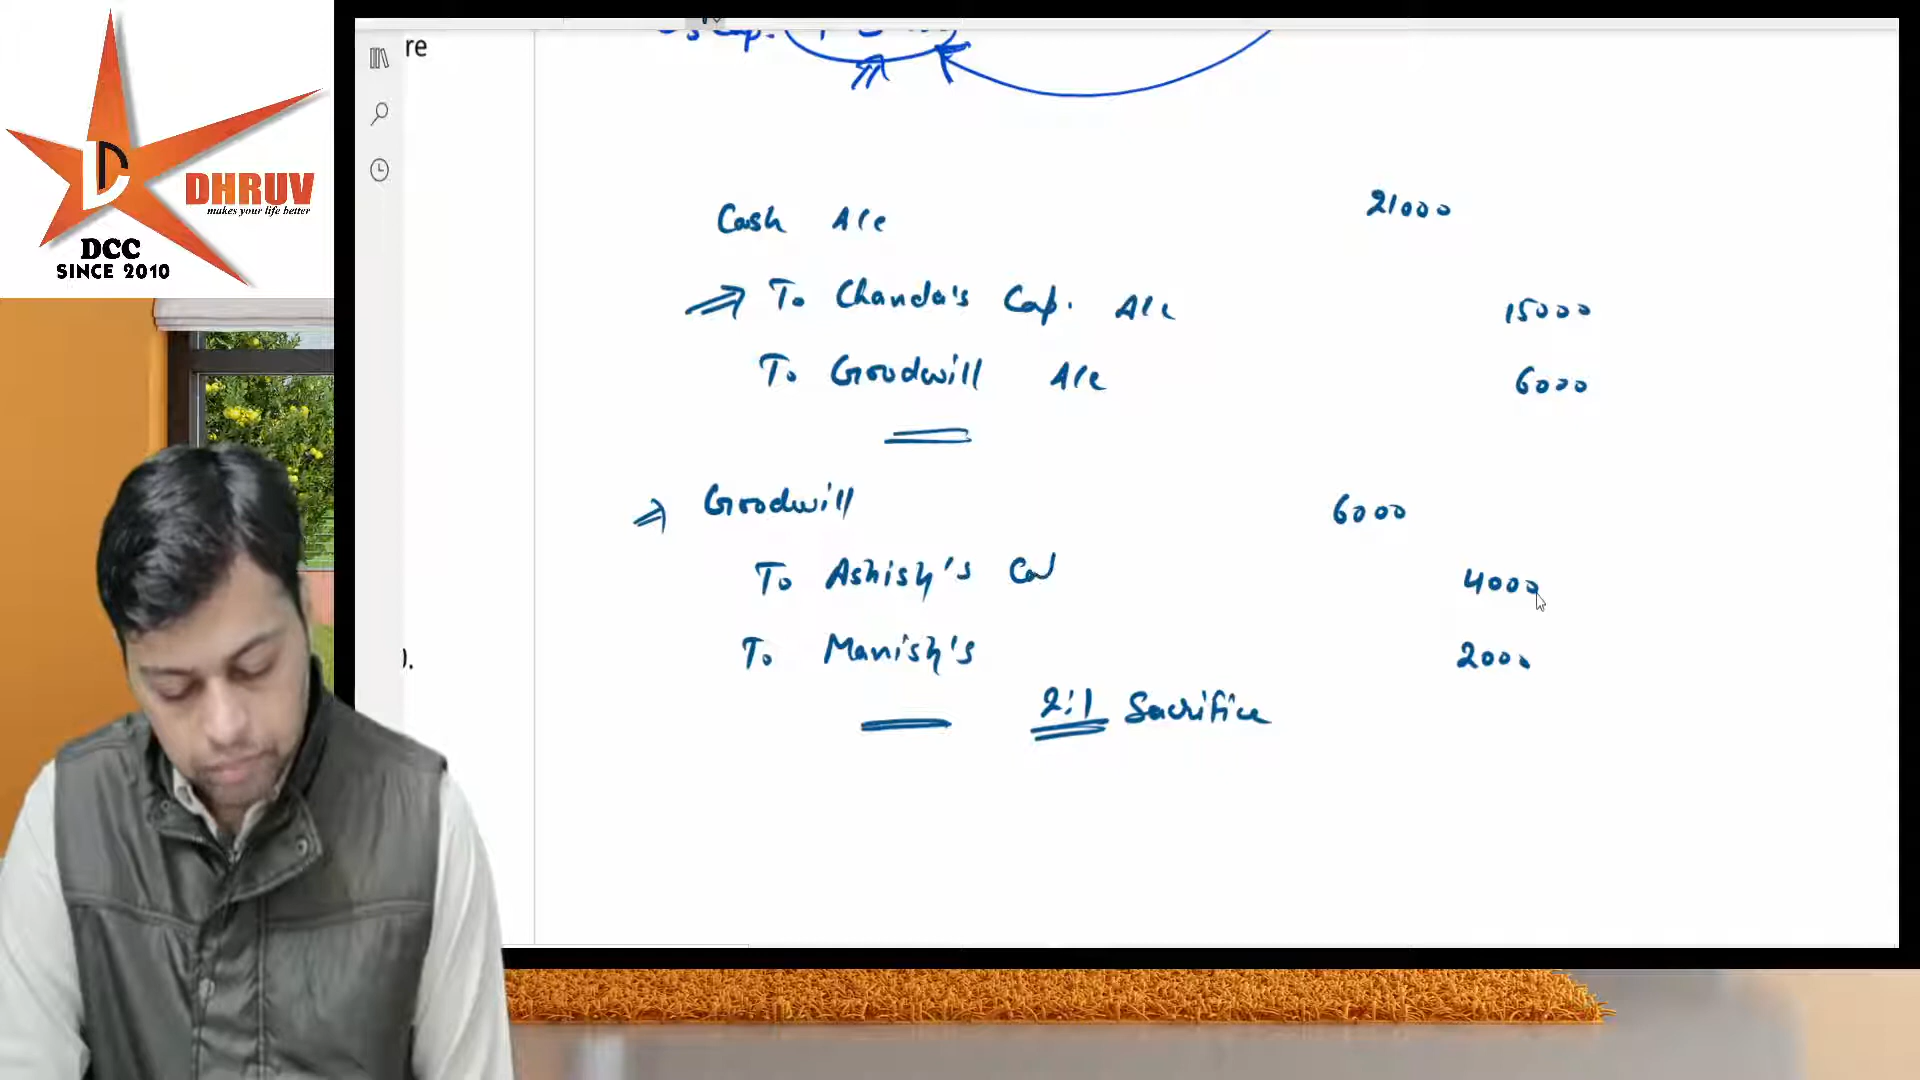 re
DHRUV
makes your life better
DCC
SINCE 2010
Cash A/c 21000
To Chanda's Cap. A/c 15000
To Goodwill A/c 6000
Goodwill 6000
To Ashish's Cal 4000
To Manish's 2000
2:1 Sacrifice
).